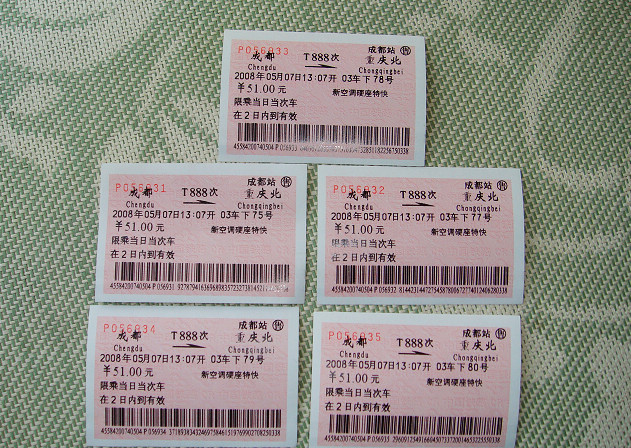 P056933 成都站 售
成都 T888次 重庆北
Chengdu Chongqingbei
2008年05月07日13:07开 03车下78号
¥51.00元 新空调硬座特快
限乘当日当次车
在2日内到有效
P056931 成都站 售
成都 T888次 重庆北
Chengdu Chongqingbei
2008年05月07日13:07开 03车下75号
¥51.00元 新空调硬座特快
限乘当日当次车
在2日内到有效
P056932 成都站 售
成都 T888次 重庆北
Chengdu Chongqingbei
2008年05月07日13:07开 03车下77号
¥51.00元 新空调硬座特快
限乘当日当次车
在2日内到有效
P056934 成都站 售
成都 T888次 重庆北
Chengdu Chongqingbei
2008年05月07日13:07开 03车下79号
¥51.00元 新空调硬座特快
限乘当日当次车
在2日内到有效
P056935 成都站 售
成都 T888次 重庆北
Chengdu Chongqingbei
2008年05月07日13:07开 03车下80号
¥51.00元 新空调硬座特快
限乘当日当次车
在2日内到有效